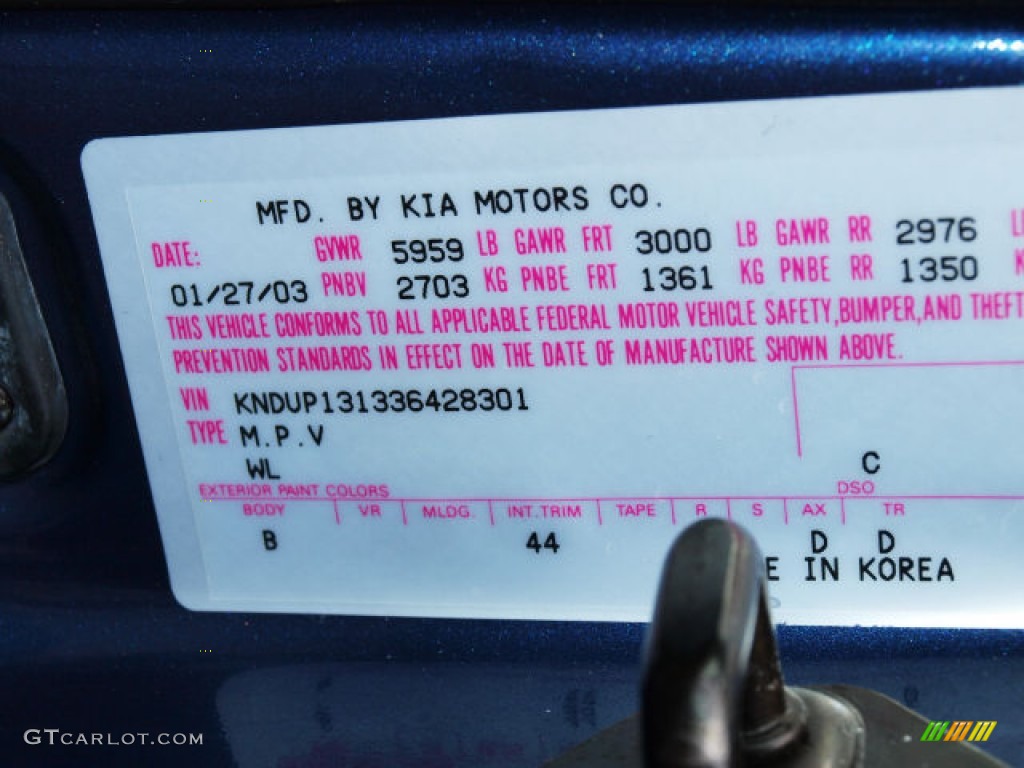 MFD. BY KIA MOTORS CO.
DATE: GVWR 5959 LB GAWR FRT 3000 LB GAWR RR 2976
01/27/03 PNBV 2703 KG PNBE FRT 1361 KG PNBE RR 1350
THIS VEHICLE CONFORMS TO ALL APPLICABLE FEDERAL MOTOR VEHICLE SAFETY,BUMPER,AND THEFT
PREVENTION STANDARDS IN EFFECT ON THE DATE OF MANUFACTURE SHOWN ABOVE.
VIN KNDUP131336428301
TYPE M.P.V
WL C
EXTERIOR PAINT COLORS DSO
BODY VR MLDG. INT.TRIM TAPE R S AX TR
B 44 D D
E IN KOREA
GTCARLOT.COM